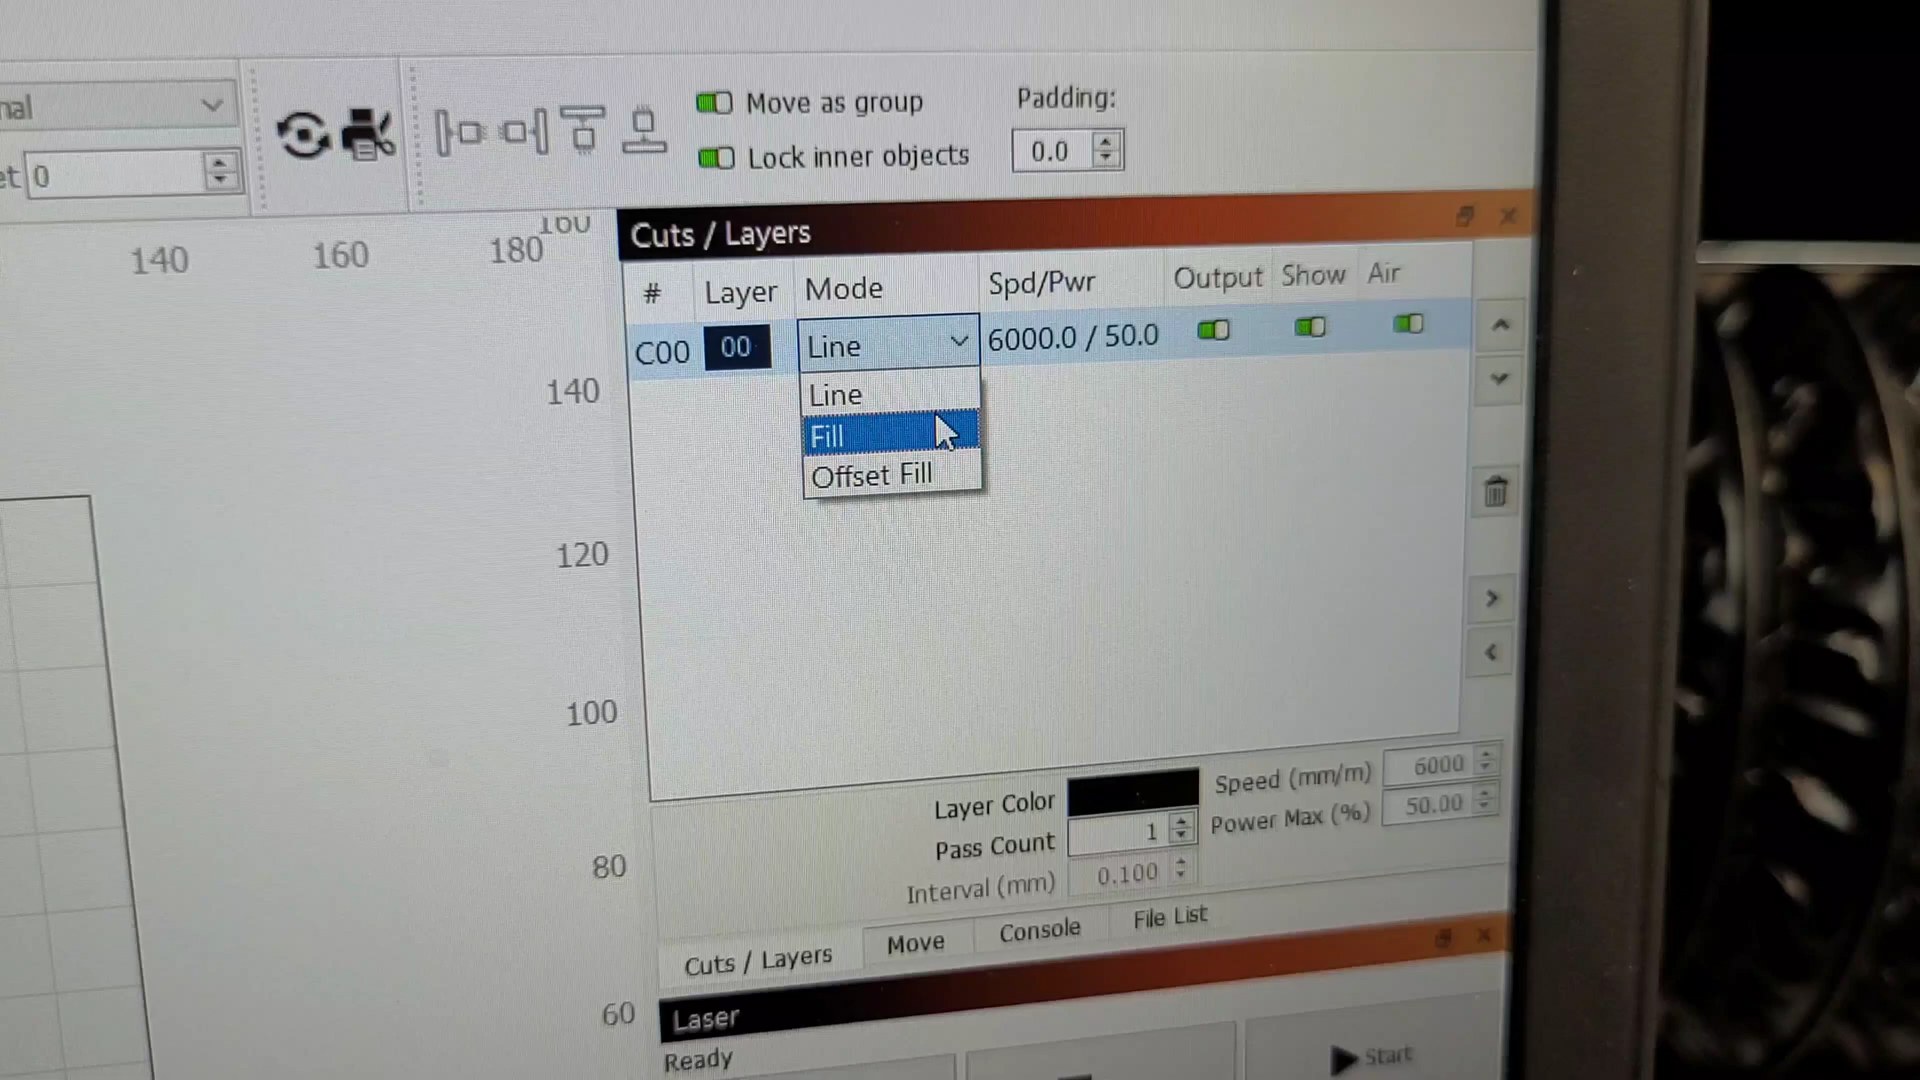 nal
Move as group
Padding:
et 0
Lock inner objects
0.0
140 160 180
160
Cuts / Layers
# Layer Mode Spd/Pwr Output Show Air
C00 00 Line 6000.0 / 50.0
Line
Fill
Offset Fill
140
120
100
80
60
Layer Color
Speed (mm/m) 6000
Pass Count 1
Power Max (%) 50.00
Interval (mm) 0.100
Cuts / Layers Move Console File List
Laser
Ready
Start